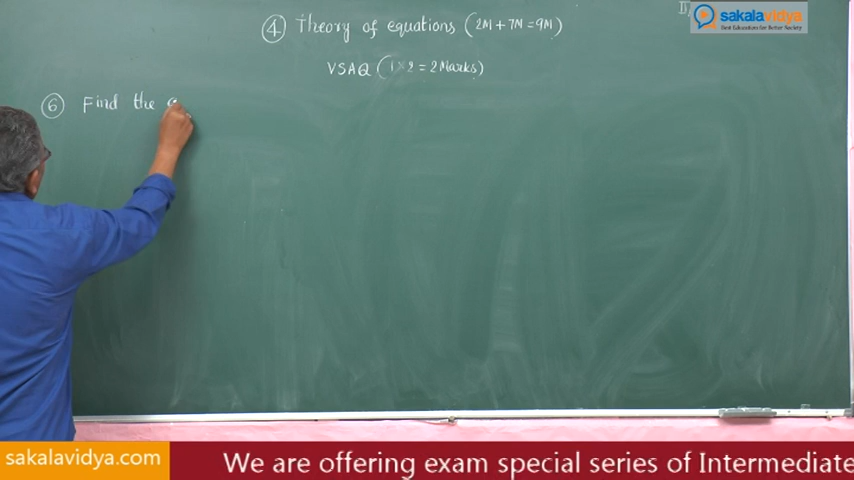 ④ Theory of equations (2M + 7M = 9M)
VSAQ (1 × 2 = 2 Marks)
⑥ Find the
sakalavidya
Best Education for Better Society
sakalavidya.com
We are offering exam special series of Intermediate